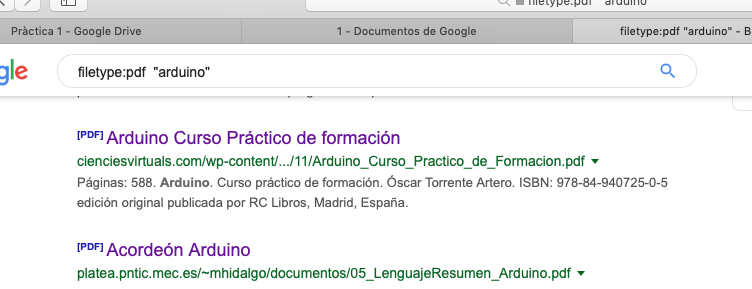 filetype:pdf "arduino"
Pràctica 1 - Google Drive
1 - Documentos de Google
filetype:pdf "arduino" - B
gle
filetype:pdf "arduino"
[PDF] Arduino Curso Práctico de formación
cienciesvirtuals.com/wp-content/.../11/Arduino_Curso_Practico_de_Formacion.pdf
Páginas: 588. Arduino. Curso práctico de formación. Óscar Torrente Artero. ISBN: 978-84-940725-0-5
edición original publicada por RC Libros, Madrid, España.
[PDF] Acordeón Arduino
platea.pntic.mec.es/~mhidalgo/documentos/05_LenguajeResumen_Arduino.pdf